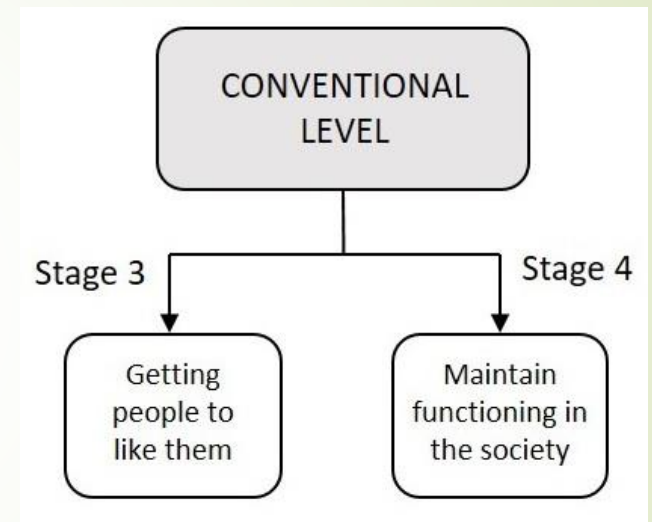 CONVENTIONAL
LEVEL
Stage 3
Stage 4
Getting
people to
like them
Maintain
functioning in
the society